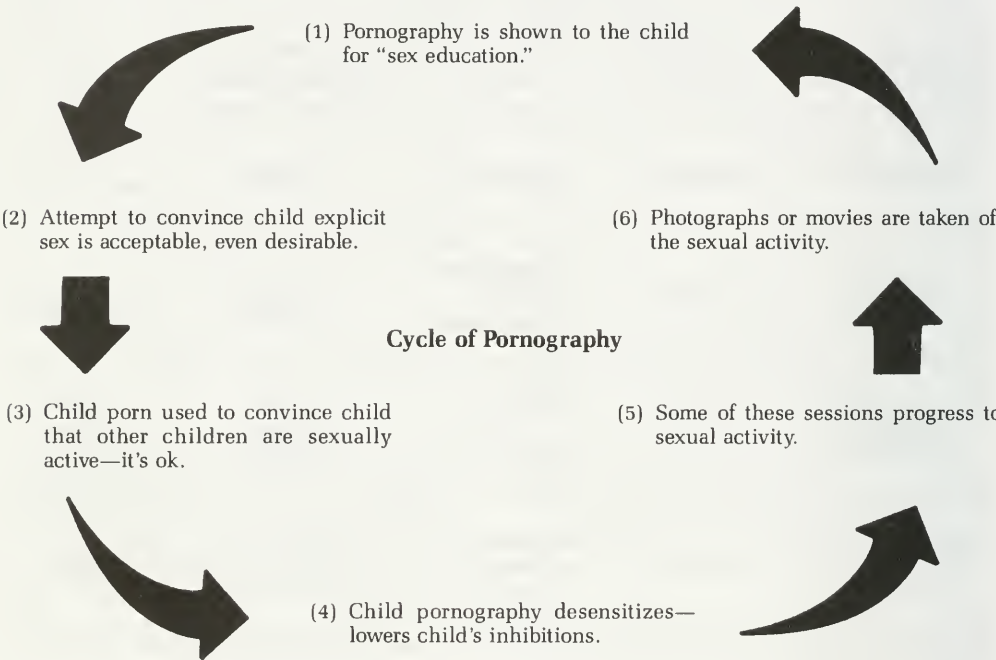 (1) Pornography is shown to the child
for “sex education.”
(2) Attempt to convince child explicit
sex is acceptable, even desirable.
(3) Child porn used to convince child
that other children are sexually
active—it's ok.
(4) Child pornography desensitizes—
lowers child's inhibitions.
(5) Some of these sessions progress to
sexual activity.
(6) Photographs or movies are taken of
the sexual activity.
Cycle of Pornography